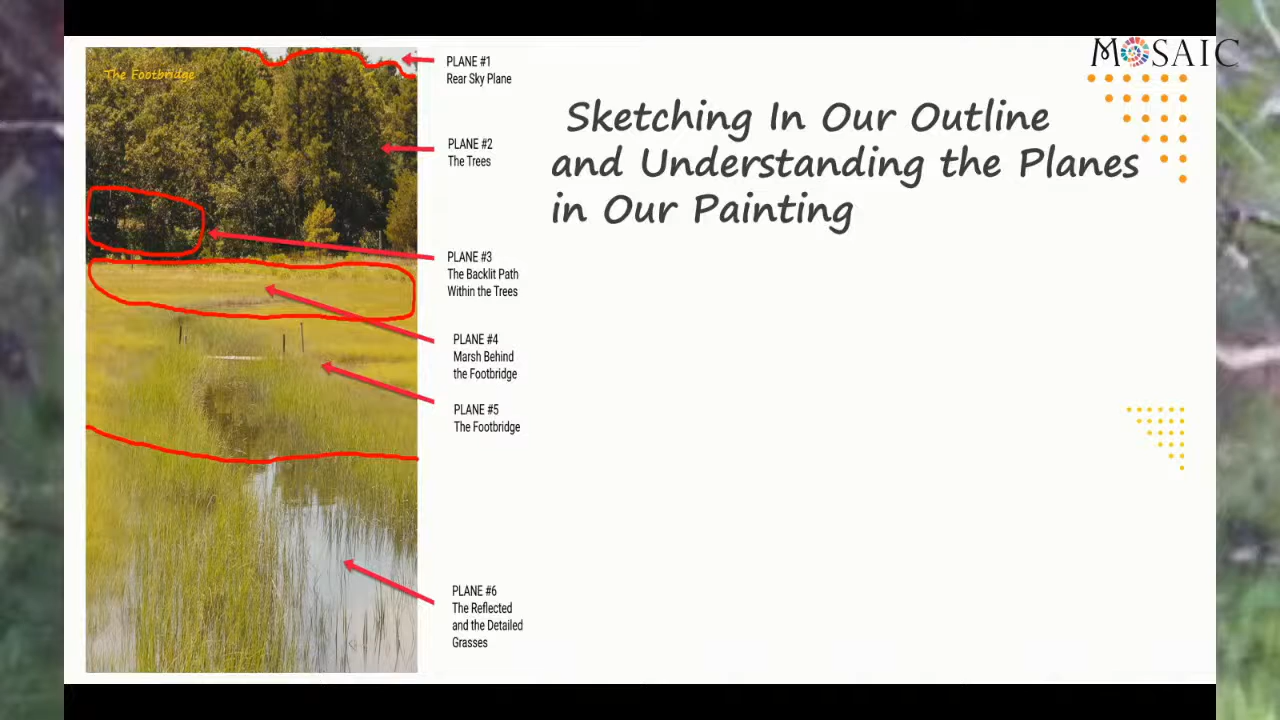 The Footbridge
PLANE #1
Rear Sky Plane
MOSAIC
Sketching In Our Outline
and Understanding the Planes
in Our Painting
PLANE #2
The Trees
PLANE #3
The Backlit Path
Within the Trees
PLANE #4
Marsh Behind
the Footbridge
PLANE #5
The Footbridge
PLANE #6
The Reflected
and the Detailed
Grasses